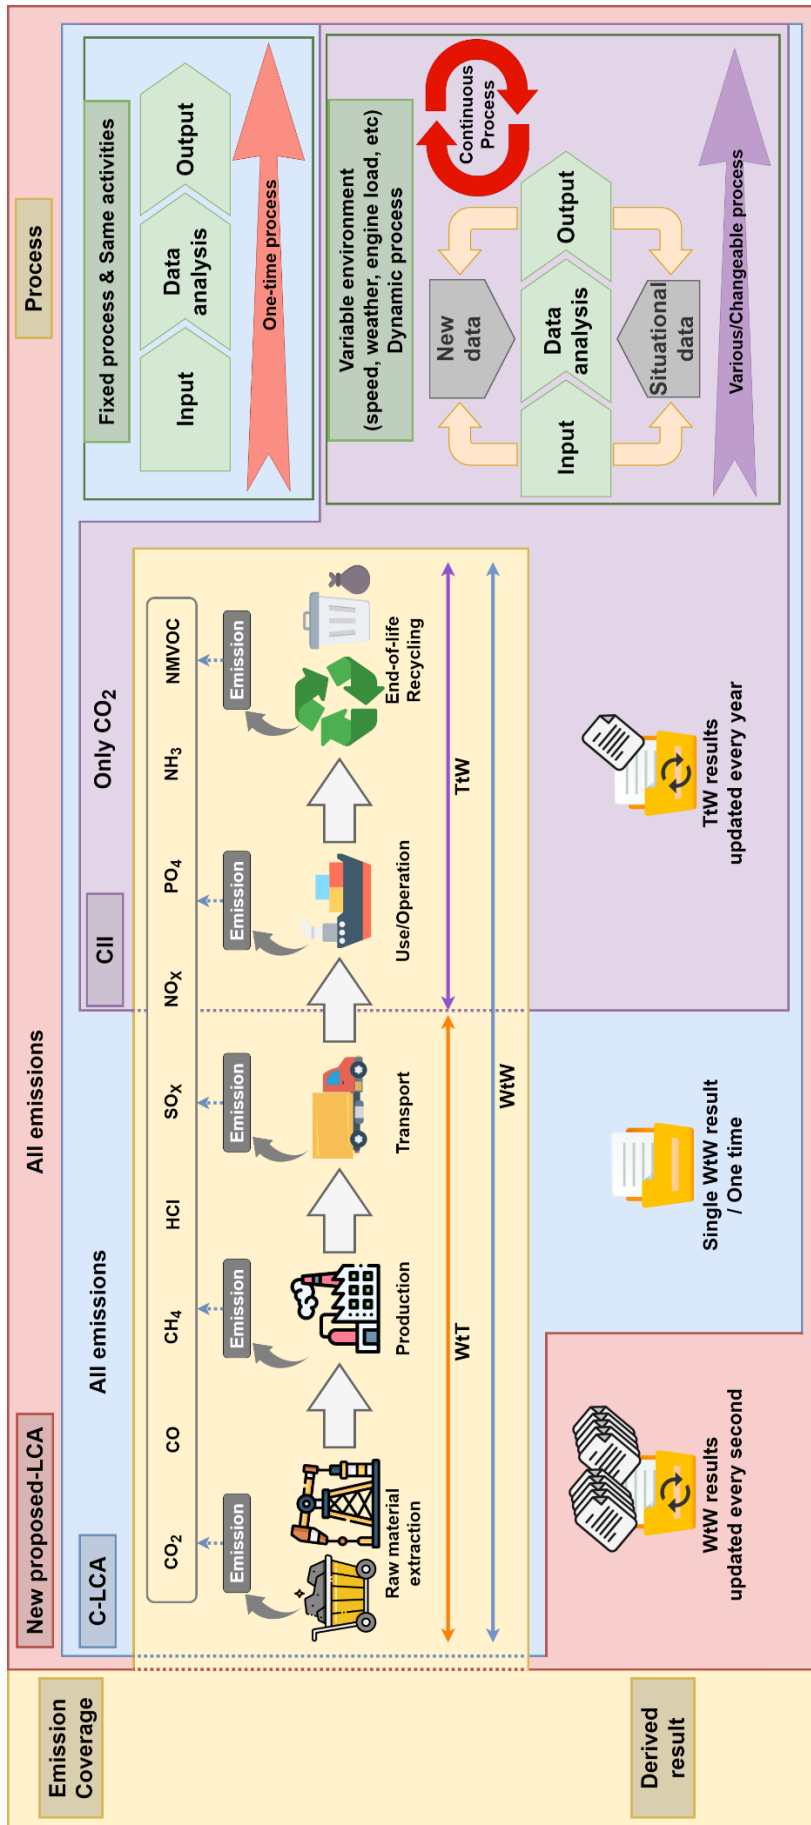 Emission
Coverage
New proposed-LCA
All emissions
Process
C-LCA
All emissions
CII
Only CO₂
CO₂
CO
CH₄
HCl
SOₓ
NOₓ
PO₄
NH₃
NMVOC
Emission
Emission
Emission
Emission
Emission
Raw material
extraction
Production
Transport
Use/Operation
End-of-life
Recycling
WtT
TtW
WtW
Fixed process & Same activities
Input
Data
analysis
Output
One-time process
Variable environment
(speed, weather, engine load, etc)
Dynamic process
Continuous
Process
New
data
Input
Data
analysis
Output
Situational
data
Various/Changeable process
Derived
result
WtW results
updated every second
Single WtW result
/ One time
TtW results
updated every year